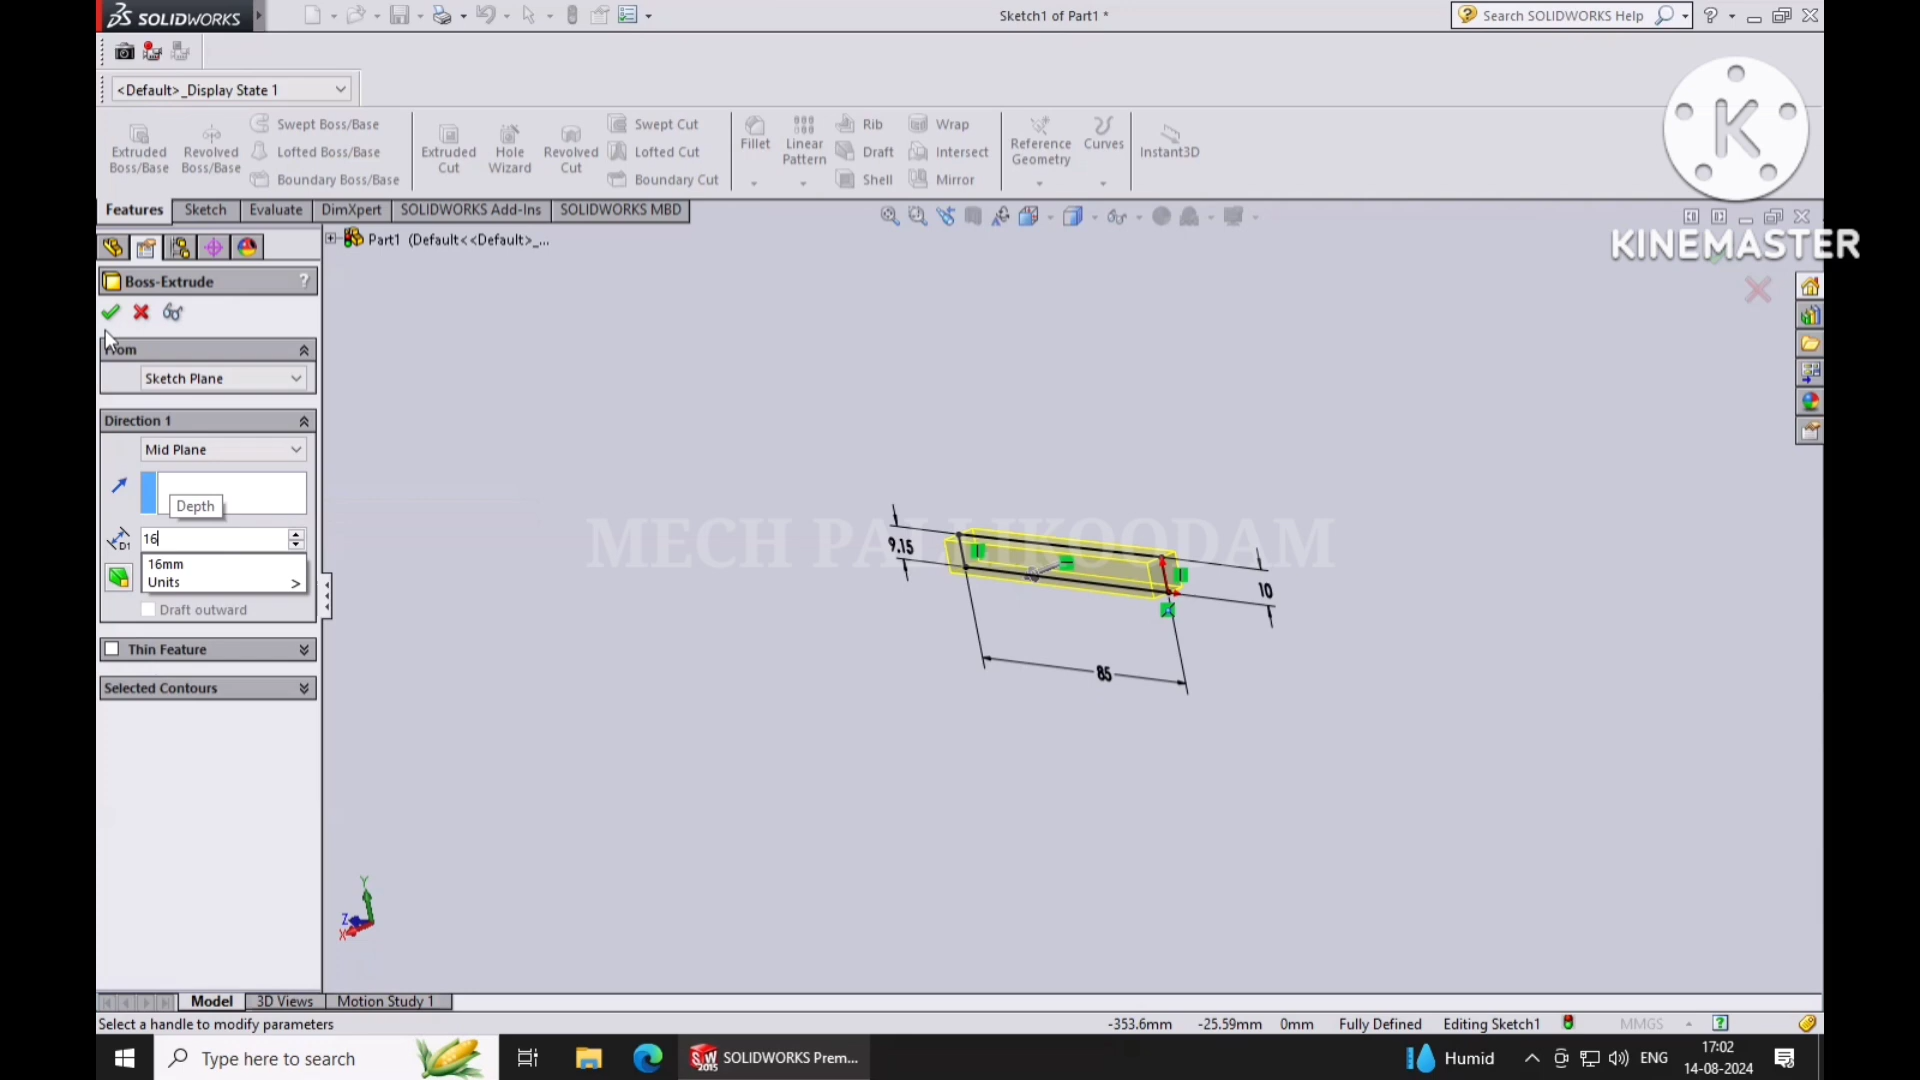 SOLIDWORKS
Sketch1 of Part1 *
Search SOLIDWORKS Help
<Default>_Display State 1
Extruded Boss/Base
Revolved Boss/Base
Swept Boss/Base
Lofted Boss/Base
Boundary Boss/Base
Extruded Cut
Hole Wizard
Revolved Cut
Swept Cut
Lofted Cut
Boundary Cut
Fillet
Linear Pattern
Rib
Draft
Shell
Wrap
Intersect
Mirror
Reference Geometry
Curves
Instant3D
K
KINEMASTER
Features
Sketch
Evaluate
DimXpert
SOLIDWORKS Add-Ins
SOLIDWORKS MBD
Part1 (Default<<Default>_...
Boss-Extrude
?
Sketch Plane
Direction 1
Mid Plane
Depth
D1
16
16mm
Units >
Draft outward
Thin Feature
Selected Contours
9.15
10
85
Y
Z
X
Model
3D Views
Motion Study 1
Select a handle to modify parameters
-353.6mm
-25.59mm
0mm
Fully Defined
Editing Sketch1
MMGS
Type here to search
SW 2015
SOLIDWORKS Prem...
Humid
ENG
17:02
14-08-2024